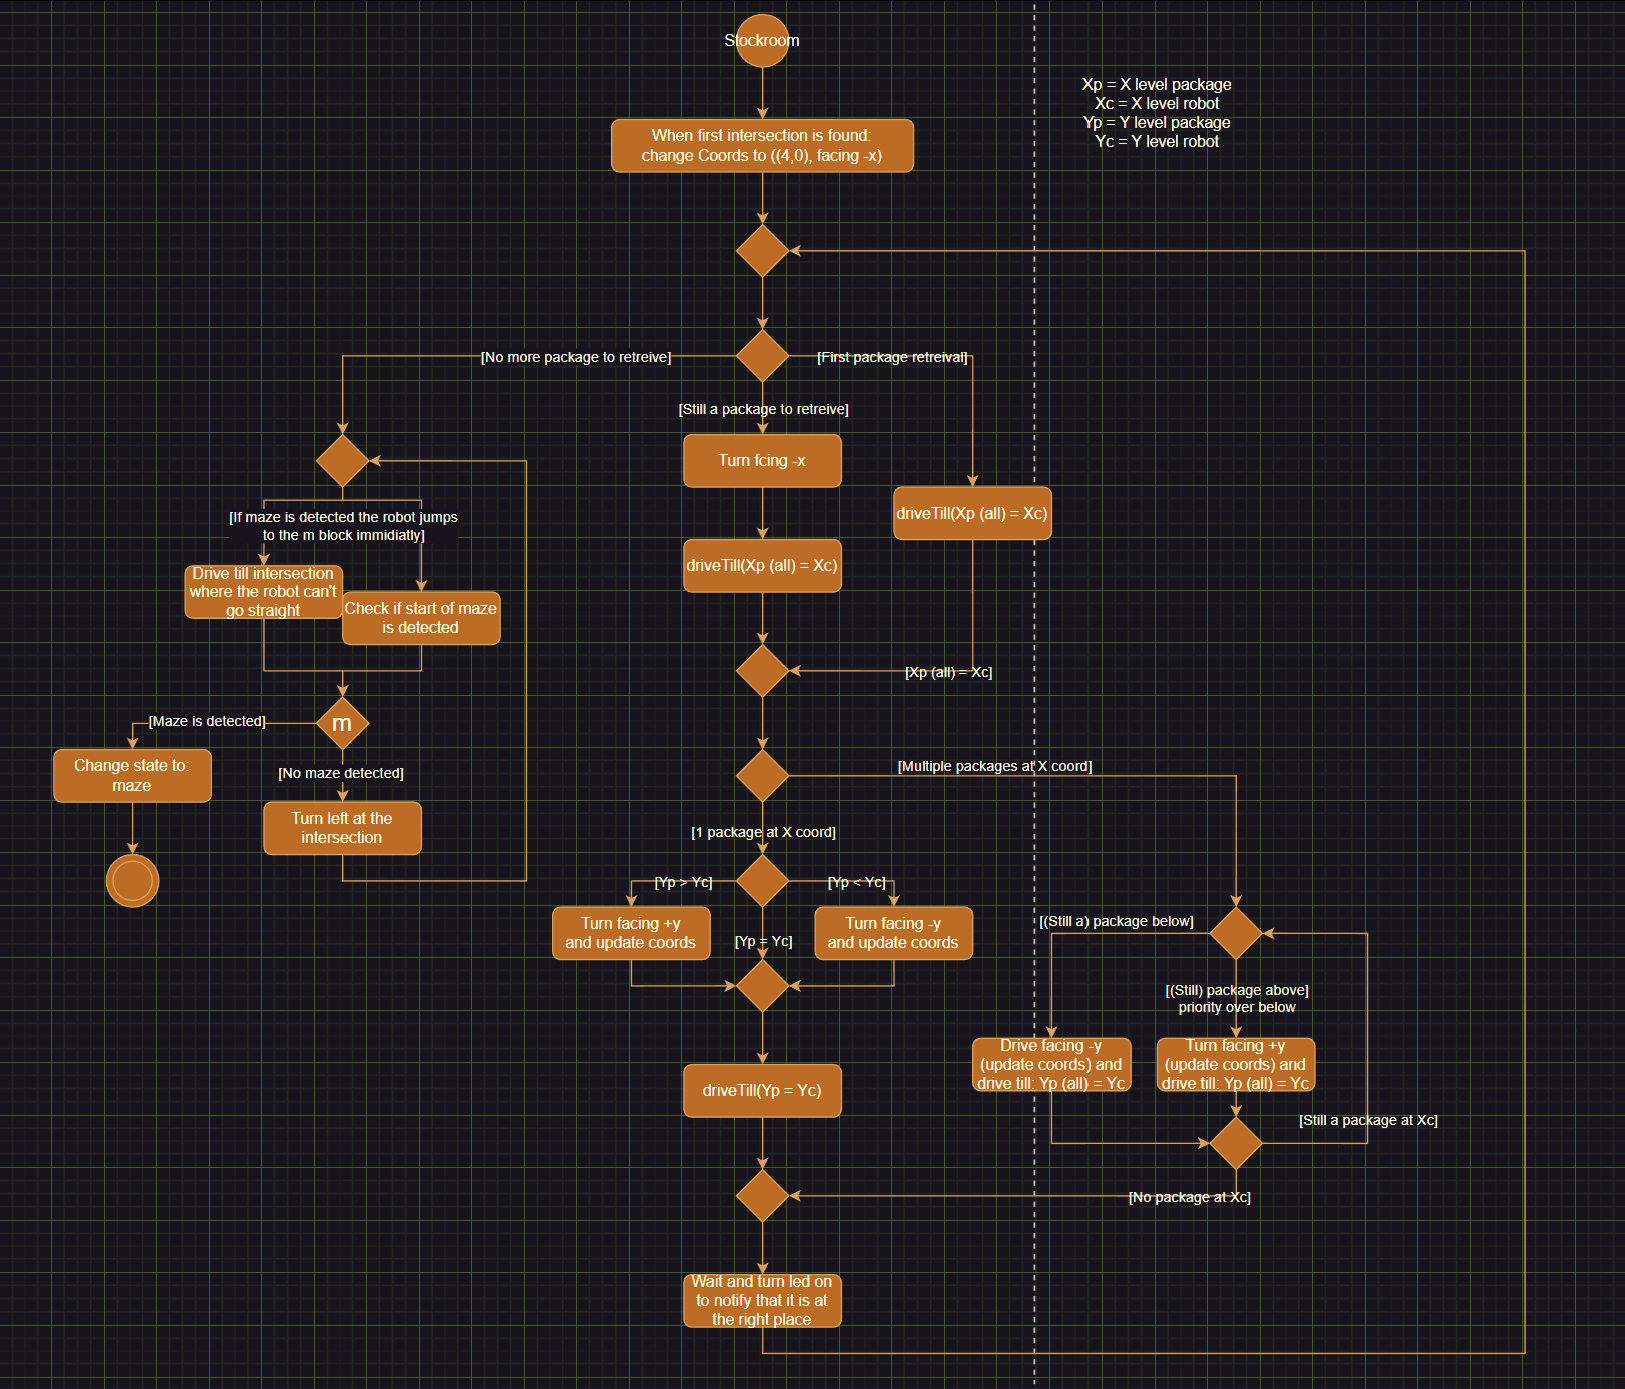 Stockroom
Xp = X level package
Xc = X level robot
Yp = Y level package
Yc = Y level robot
When first intersection is found:
change Coords to ((4,0), facing -x)
[No more package to retreive]
[First package retreival]
[Still a package to retreive]
Turn fcing -x
driveTill(Xp (all) = Xc)
driveTill(Xp (all) = Xc)
[Xp (all) = Xc]
[If maze is detected the robot jumps
to the m block immidiatly]
Drive till intersection
where the robot can't
go straight
Check if start of maze
is detected
m
[Maze is detected]
Change state to:
maze
[No maze detected]
Turn left at the
intersection
[Multiple packages at X coord]
[1 package at X coord]
[Yp > Yc]
[Yp < Yc]
Turn facing +y
and update coords
[Yp = Yc]
Turn facing -y
and update coords
[(Still a) package below]
[(Still) package above]
priority over below
Drive facing -y
(update coords) and
drive till: Yp (all) = Yc
Turn facing +y
(update coords) and
drive till: Yp (all) = Yc
driveTill(Yp = Yc)
[Still a package at Xc]
[No package at Xc]
Wait and turn led on
to notify that it is at
the right place